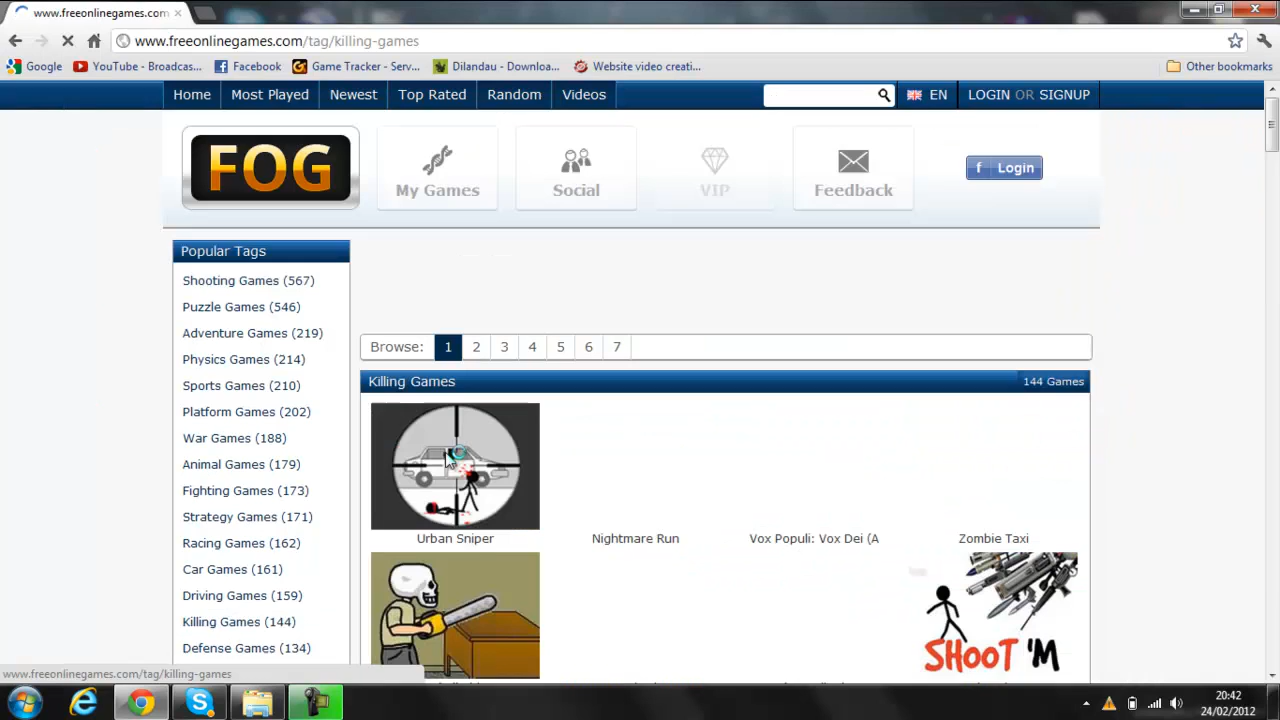 www.freeonlinegames.com
www.freeonlinegames.com/tag/killing-games
Google YouTube - Broadcas... Facebook Game Tracker - Serv... Dilandau - Downloa... Website video creati... Other bookmarks
Home Most Played Newest Top Rated Random Videos EN LOGIN OR SIGNUP
FOG My Games Social VIP Feedback f Login
Popular Tags
Shooting Games (567)
Puzzle Games (546)
Adventure Games (219)
Physics Games (214)
Sports Games (210)
Platform Games (202)
War Games (188)
Animal Games (179)
Fighting Games (173)
Strategy Games (171)
Racing Games (162)
Car Games (161)
Driving Games (159)
Killing Games (144)
Defense Games (134)
Browse: 1 2 3 4 5 6 7
Killing Games 144 Games
Urban Sniper Nightmare Run Vox Populi: Vox Dei (A Zombie Taxi
SHOOT 'M
www.freeonlinegames.com/tag/killing-games
20:42
24/02/2012